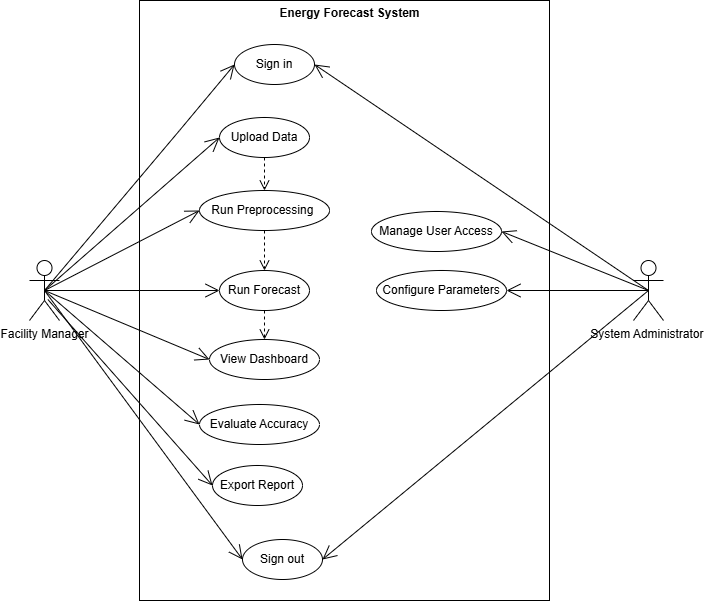 Energy Forecast System
Sign in
Upload Data
Run Preprocessing
Manage User Access
Run Forecast
Configure Parameters
Facility Manager
System Administrator
View Dashboard
Evaluate Accuracy
Export Report
Sign out